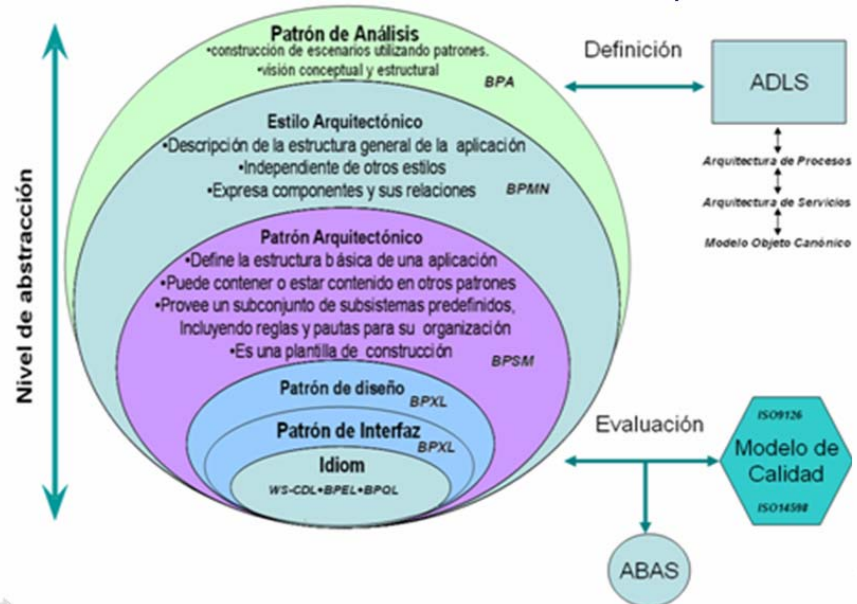 Patrón de Análisis
•construcción de escenarios utilizando patrones.
•visión conceptual y estructural
BPA
Estilo Arquitectónico
•Descripción de la estructura general de la aplicación
•Independiente de otros estilos
•Expresa componentes y sus relaciones
BPMN
Patrón Arquitectónico
•Define la estructura b ásica de una aplicación
•Puede contener o estar contenido en otros patrones
•Provee un subconjunto de subsistemas predefinidos,
Incluyendo reglas y pautas para su organización
•Es una plantilla de construcción
BPSM
Patrón de diseño
BPXL
Patrón de Interfaz
BPXL
Idiom
WS-CDL+BPEL+BPQL
Nivel de abstracción
Definición
ADLS
Arquitectura de Procesos
Arquitectura de Servicios
Modelo Objeto Canónico
Evaluación
ISO9126
Modelo de
Calidad
ISO14598
ABAS